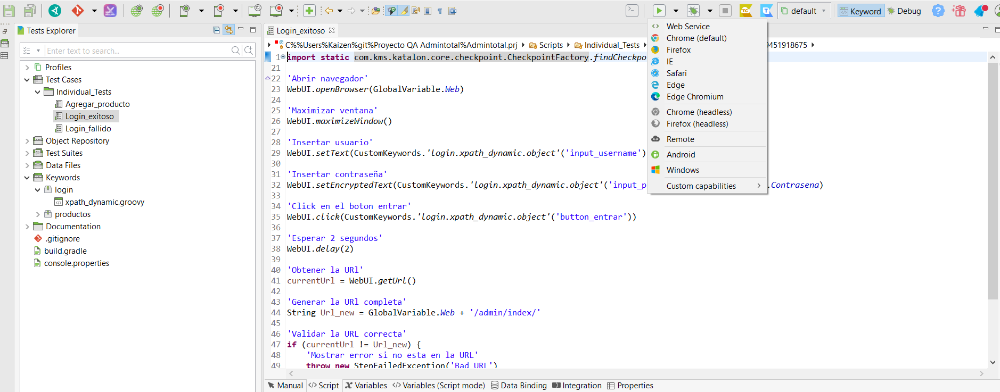 default
Keyword
Debug
Tests Explorer
Enter text to search...
Profiles
Test Cases
Individual_Tests
Agregar_producto
Login_exitoso
Login_fallido
Object Repository
Test Suites
Data Files
Keywords
login
xpath_dynamic.groovy
productos
Documentation
.gitignore
build.gradle
console.properties
Login_exitoso
C%%Users%Kaizen%git%Proyecto QA Admintotal%Admintotal.prj
Scripts
Individual_Tests
9451918675
1 import static com.kms.katalon.core.checkpoint.CheckpointFactory.findCheckpo
21
22 'Abrir navegador'
23 WebUI.openBrowser(GlobalVariable.Web)
24
25 'Maximizar ventana'
26 WebUI.maximizeWindow()
27
28 'Insertar usuario'
29 WebUI.setText(CustomKeywords.'login.xpath_dynamic.object'('input_username')
30
31 'Insertar contraseña'
32 WebUI.setEncryptedText(CustomKeywords.'login.xpath_dynamic.object'('input_p .Contrasena)
33
34 'Click en el boton entrar'
35 WebUI.click(CustomKeywords.'login.xpath_dynamic.object'('button_entrar'))
36
37 'Esperar 2 segundos'
38 WebUI.delay(2)
39
40 'Obtener la URl'
41 currentUrl = WebUI.getUrl()
42
43 'Generar la URl completa'
44 String Url_new = GlobalVariable.Web + '/admin/index/'
45
46 'Validar la URL correcta'
47 if (currentUrl != Url_new) {
48 'Mostrar error si no esta en la URL'
49 throw new StepFailedException('Bad URL')
Web Service
Chrome (default)
Firefox
IE
Safari
Edge
Edge Chromium
Chrome (headless)
Firefox (headless)
Remote
Android
Windows
Custom capabilities
Manual
Script
Variables
Variables (Script mode)
Data Binding
Integration
Properties